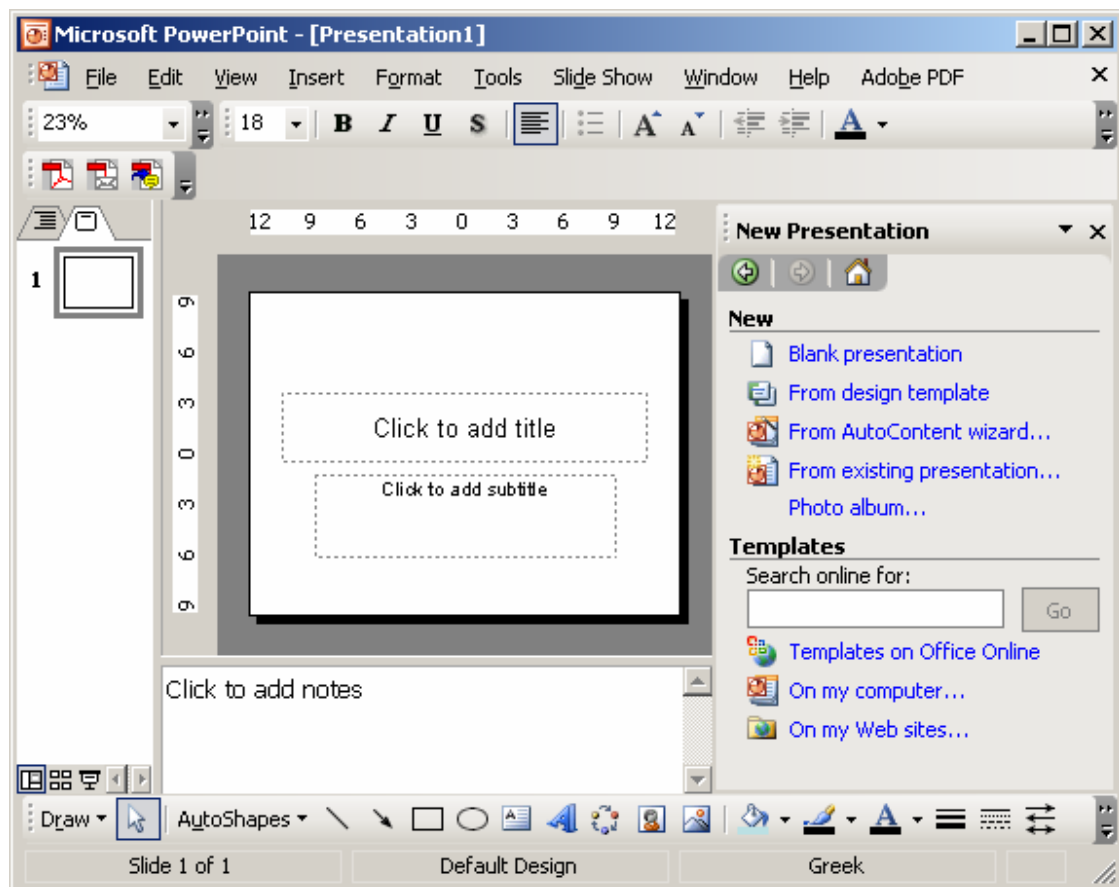 Microsoft PowerPoint - [Presentation1]
File Edit View Insert Format Tools Slide Show Window Help Adobe PDF
23% 18 B I U S A A A
12 9 6 3 0 3 6 9 12
New Presentation
1
9
6
3
0
3
6
9
Click to add title
Click to add subtitle
Click to add notes
New
Blank presentation
From design template
From AutoContent wizard...
From existing presentation...
Photo album...
Templates
Search online for:
Go
Templates on Office Online
On my computer...
On my Web sites...
Draw AutoShapes A A
Slide 1 of 1 Default Design Greek